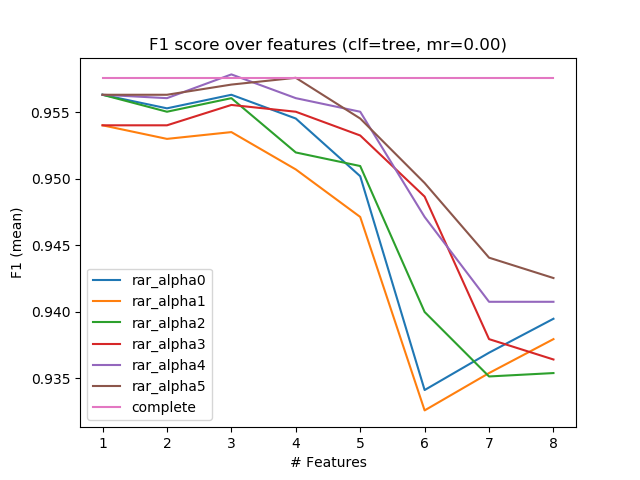 F1 score over features (clf=tree, mr=0.00)
F1 (mean)
0.955
0.950
0.945
0.940
0.935
rar_alpha0
rar_alpha1
rar_alpha2
rar_alpha3
rar_alpha4
rar_alpha5
complete
1 2 3 4 5 6 7 8
# Features